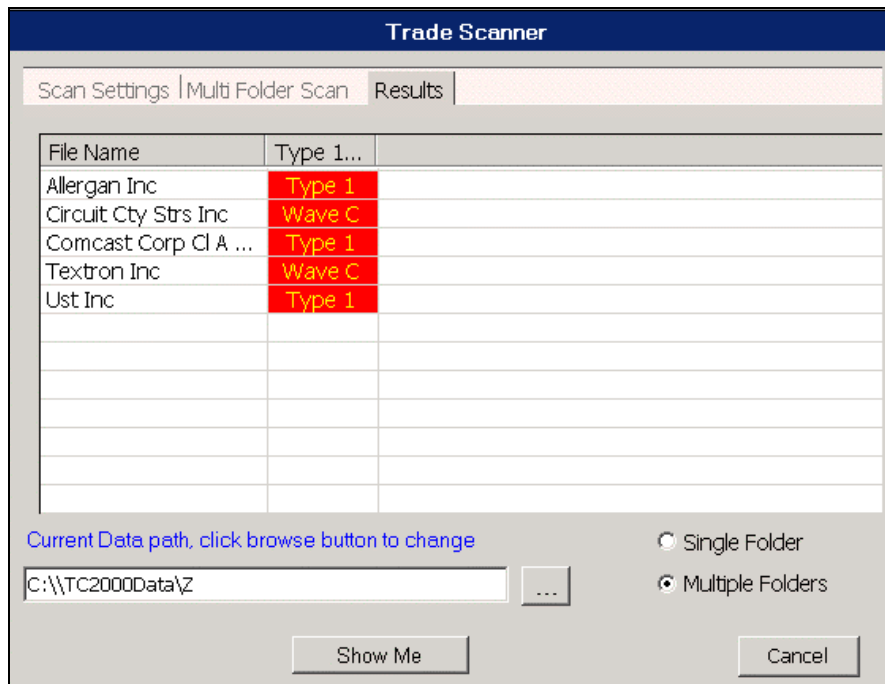 Trade Scanner
Scan Settings Multi Folder Scan Results
File Name Type 1...
Allergan Inc Type 1
Circuit Cty Strs Inc Wave C
Comcast Corp Cl A ... Type 1
Textron Inc Wave C
Ust Inc Type 1
Current Data path, click browse button to change
Single Folder
C:\\TC2000Data\Z ...
Multiple Folders
Show Me Cancel